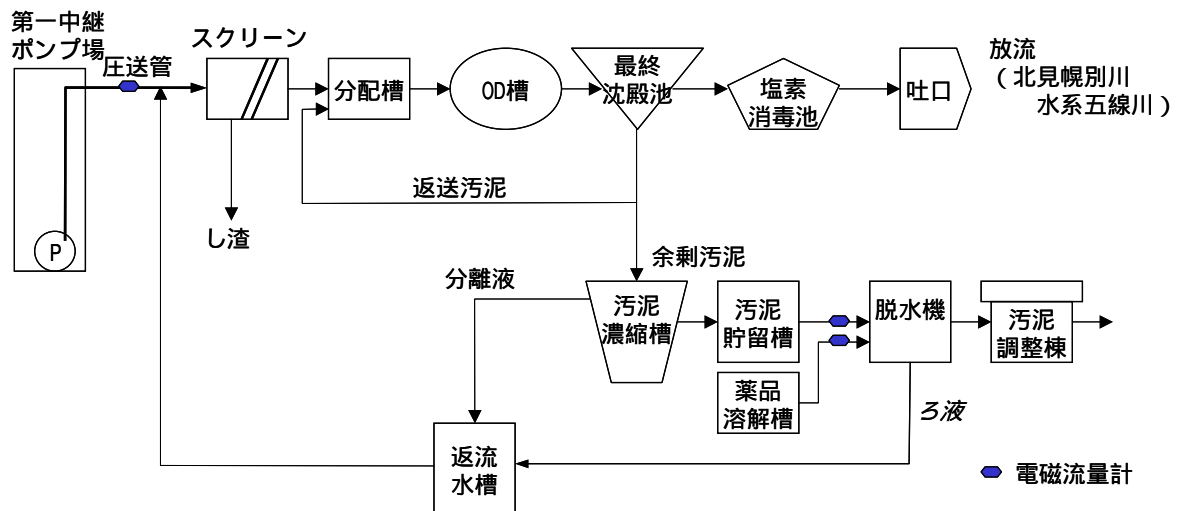 第一中継
ポンプ場
圧送管
スクリーン
分配槽
OD槽
最終
沈殿池
塩素
消毒池
吐口
放流
(北見幌別川
水系五線川)
返送汚泥
し渣
P
余剰汚泥
分離液
汚泥
濃縮槽
汚泥
貯留槽
脱水機
汚泥
調整棟
薬品
溶解槽
ろ液
返流
水槽
電磁流量計